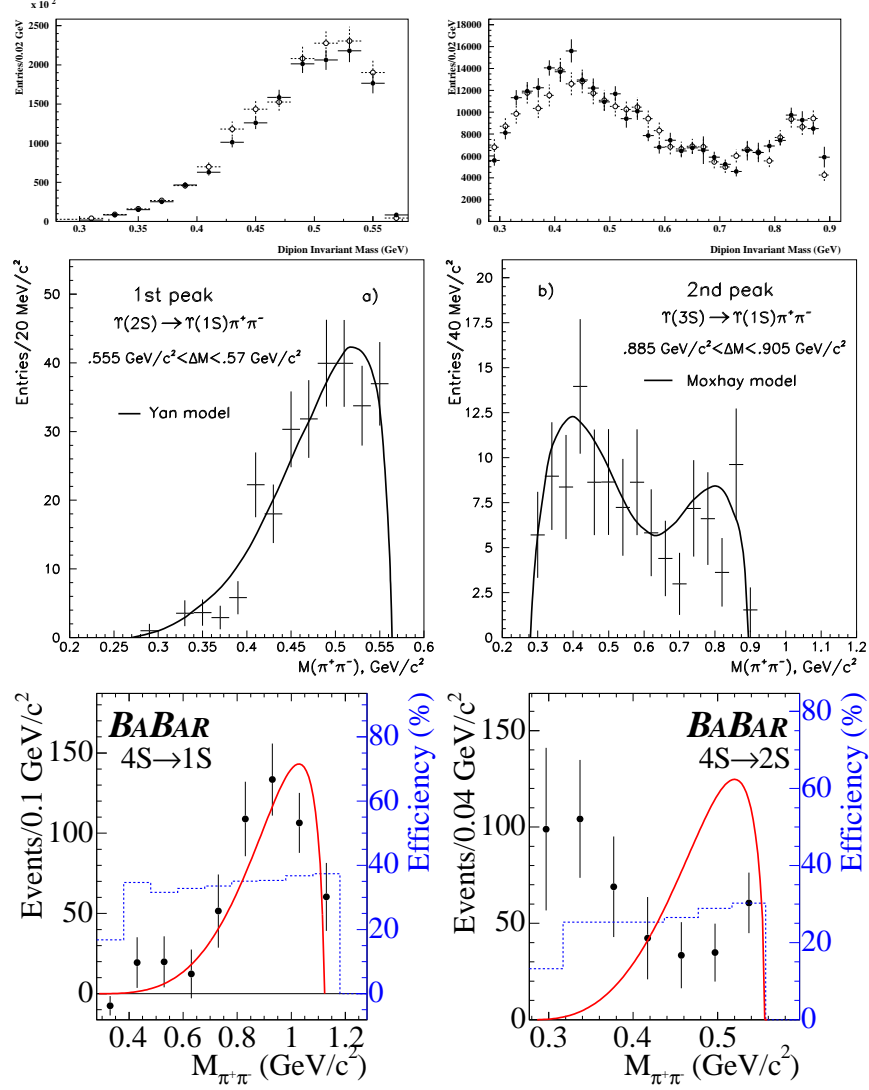 x 10²
Entries/0.02 GeV
2500
2000
1500
1000
500
0
0.3 0.35 0.4 0.45 0.5 0.55
Dipion Invariant Mass (GeV)
Entries/0.02 GeV
18000
16000
14000
12000
10000
8000
6000
4000
2000
0
0.3 0.4 0.5 0.6 0.7 0.8 0.9
Dipion Invariant Mass (GeV)
Entries/20 MeV/c²
50
40
30
20
10
0
1st peak a)
ϒ(2S)→ϒ(1S)π⁺π⁻
.555 GeV/c²<ΔM<.57 GeV/c²
Yan model
0.2 0.25 0.3 0.35 0.4 0.45 0.5 0.55 0.6
M(π⁺π⁻), GeV/c²
Entries/40 MeV/c²
20
17.5
15
12.5
10
7.5
5
2.5
0
b) 2nd peak
ϒ(3S)→ϒ(1S)π⁺π⁻
.885 GeV/c²<ΔM<.905 GeV/c²
Moxhay model
0.2 0.3 0.4 0.5 0.6 0.7 0.8 0.9 1 1.1 1.2
M(π⁺π⁻), GeV/c²
Events/0.1 GeV/c²
150
100
50
0
BABAR
4S→1S
80
60
40
20
0
Efficiency (%)
0.4 0.6 0.8 1 1.2
Mπ⁺π⁻ (GeV/c²)
Events/0.04 GeV/c²
150
100
50
0
BABAR
4S→2S
80
60
40
20
0
Efficiency (%)
0.3 0.4 0.5
Mπ⁺π⁻ (GeV/c²)